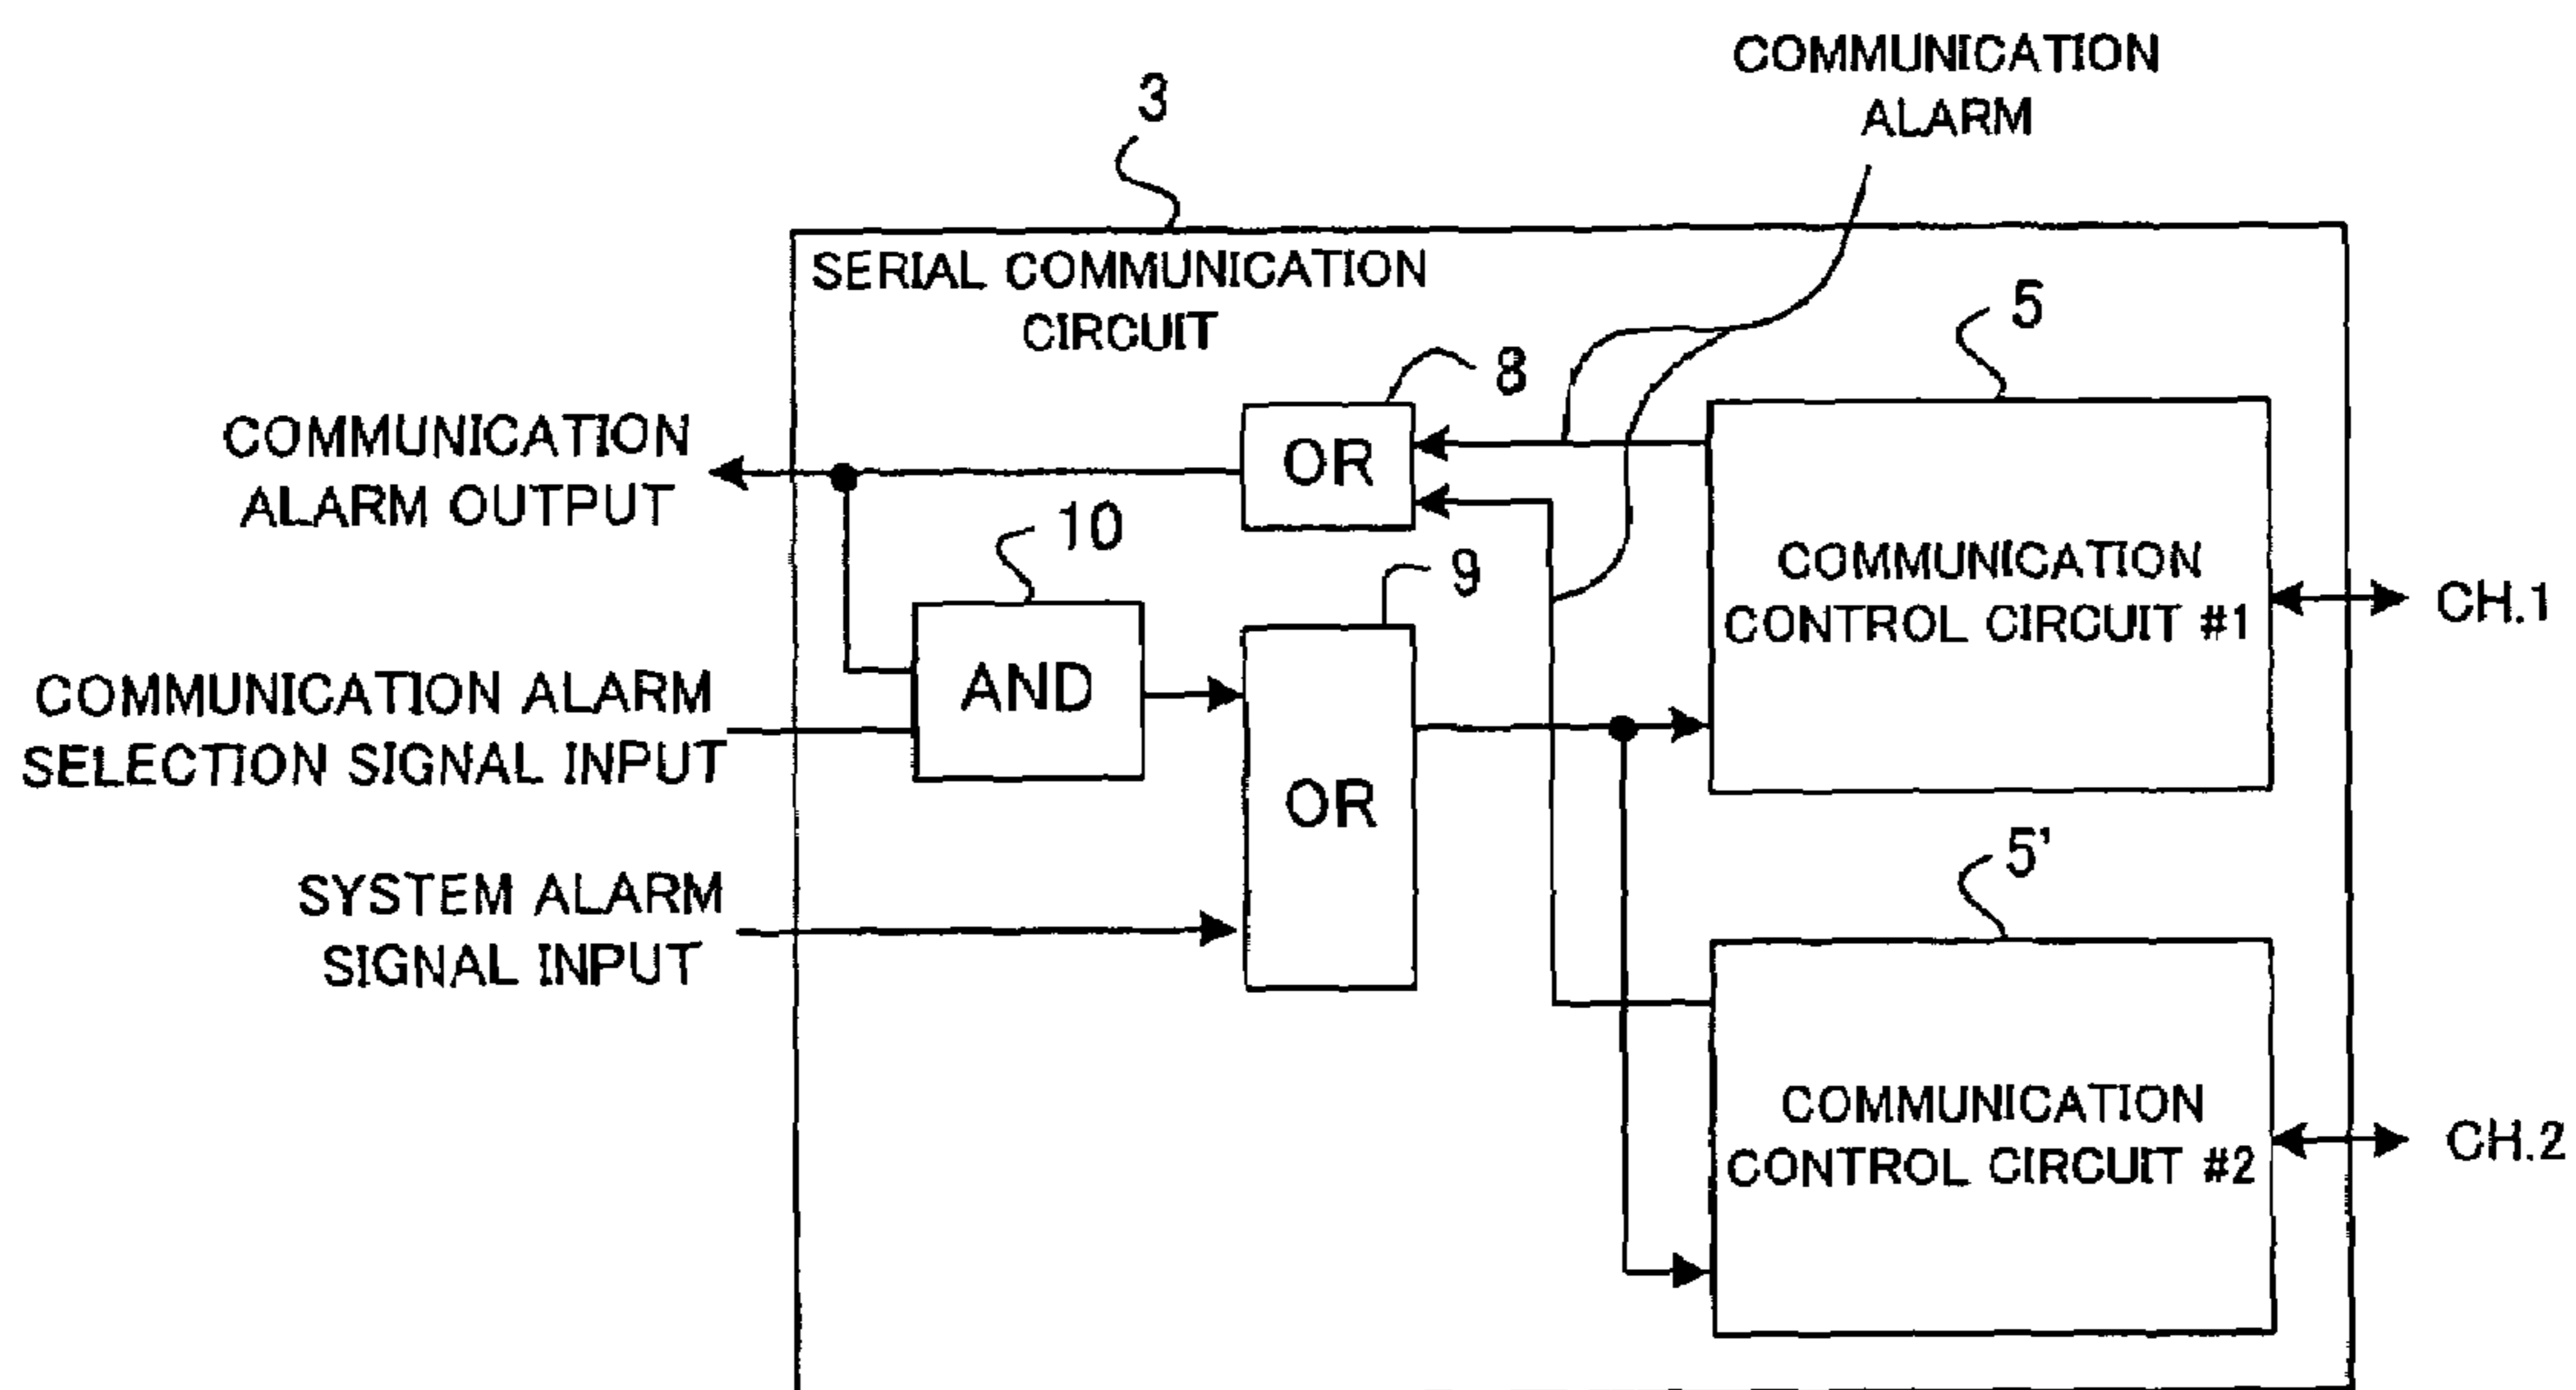 COMMUNICATION
ALARM
3
SERIAL COMMUNICATION
CIRCUIT
5
8
OR
COMMUNICATION
ALARM OUTPUT
10
9
COMMUNICATION
CONTROL CIRCUIT #1
CH.1
AND
COMMUNICATION ALARM
SELECTION SIGNAL INPUT
OR
5'
SYSTEM ALARM
SIGNAL INPUT
COMMUNICATION
CONTROL CIRCUIT #2
CH.2